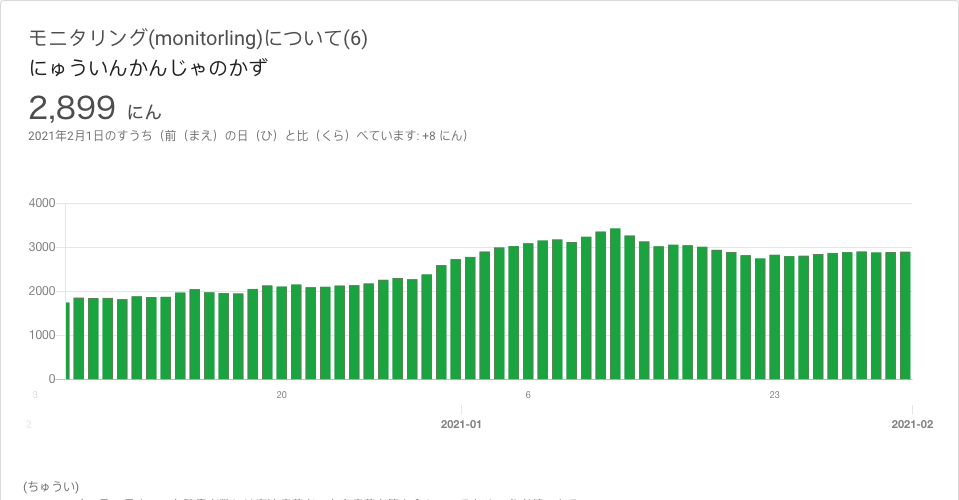 モニタリング(monitorling)について(6)
にゅういんかんじゃのかず
2,899 にん
2021年2月1日のすうち（前（まえ）の日（ひ）と比（くら）べています: +8 にん）
4000
3000
2000
1000
0
3 20 6 23
2 2021-01 2021-02
(ちゅうい)